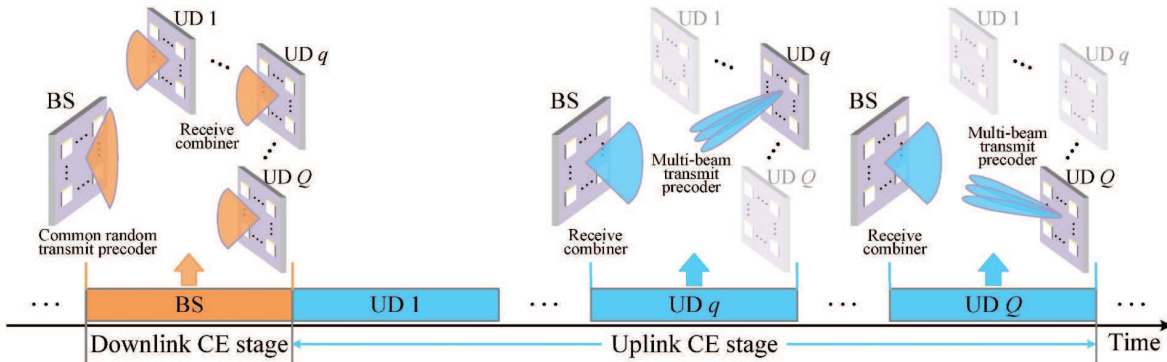 UD 1
...
UD q
BS
Receive
combiner
...
UD Q
Common random
transmit precoder
UD 1
...
UD q
BS
Multi-beam
transmit
precoder
...
UD Q
Receive
combiner
UD 1
...
UD q
BS
Multi-beam
transmit
precoder
...
UD Q
Receive
combiner
... BS UD 1 ... UD q ... UD Q ...
Downlink CE stage Uplink CE stage Time